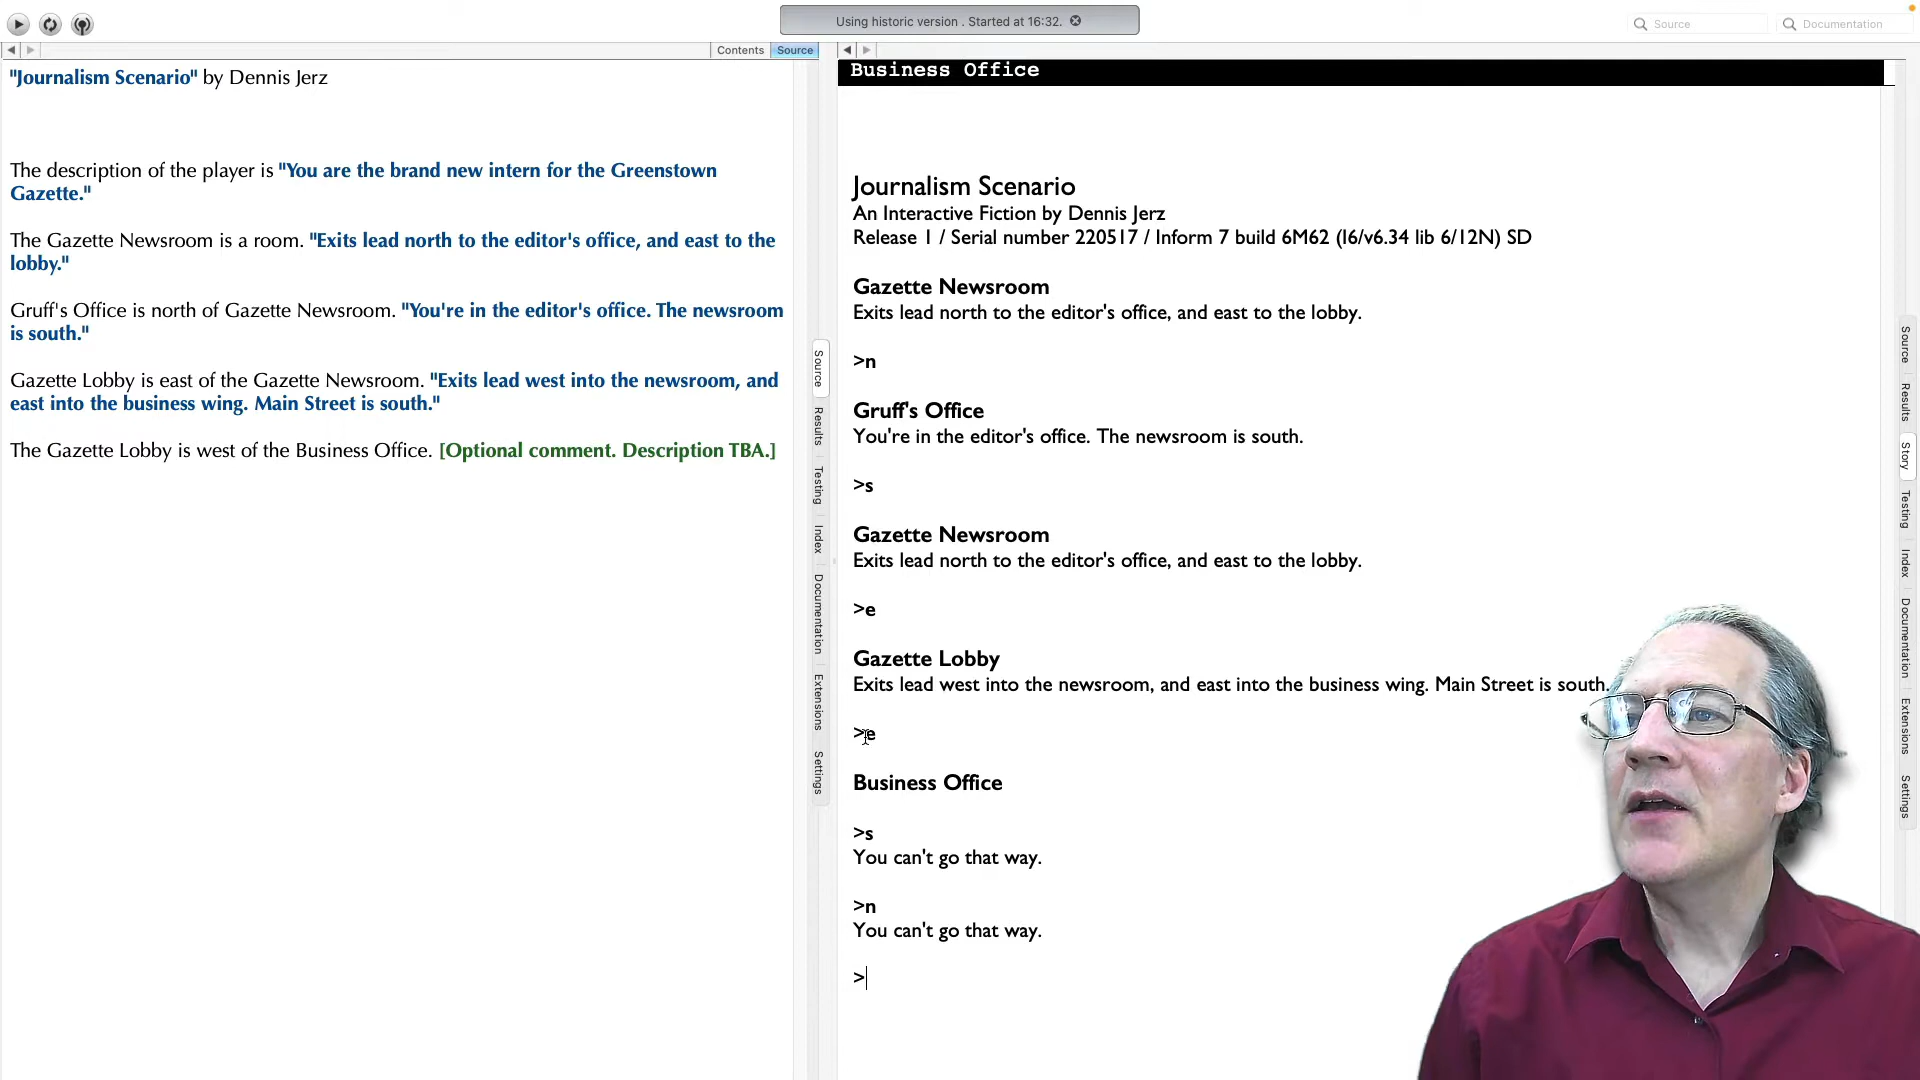 Using historic version . Started at 16:32.
Source
Documentation
Contents
Source
"Journalism Scenario" by Dennis Jerz
The description of the player is "You are the brand new intern for the Greenstown
Gazette."
The Gazette Newsroom is a room. "Exits lead north to the editor's office, and east to the
lobby."
Gruff's Office is north of Gazette Newsroom. "You're in the editor's office. The newsroom
is south."
Gazette Lobby is east of the Gazette Newsroom. "Exits lead west into the newsroom, and
east into the business wing. Main Street is south."
The Gazette Lobby is west of the Business Office. [Optional comment. Description TBA.]
Source
Results
Testing
Index
Documentation
Extensions
Settings
Business Office
Journalism Scenario
An Interactive Fiction by Dennis Jerz
Release 1 / Serial number 220517 / Inform 7 build 6M62 (I6/v6.34 lib 6/12N) SD
Gazette Newsroom
Exits lead north to the editor's office, and east to the lobby.
>n
Gruff's Office
You're in the editor's office. The newsroom is south.
>s
Gazette Newsroom
Exits lead north to the editor's office, and east to the lobby.
>e
Gazette Lobby
Exits lead west into the newsroom, and east into the business wing. Main Street is south.
>e
Business Office
>s
You can't go that way.
>n
You can't go that way.
>
Source
Results
Story
Testing
Index
Documentation
Extensions
Settings